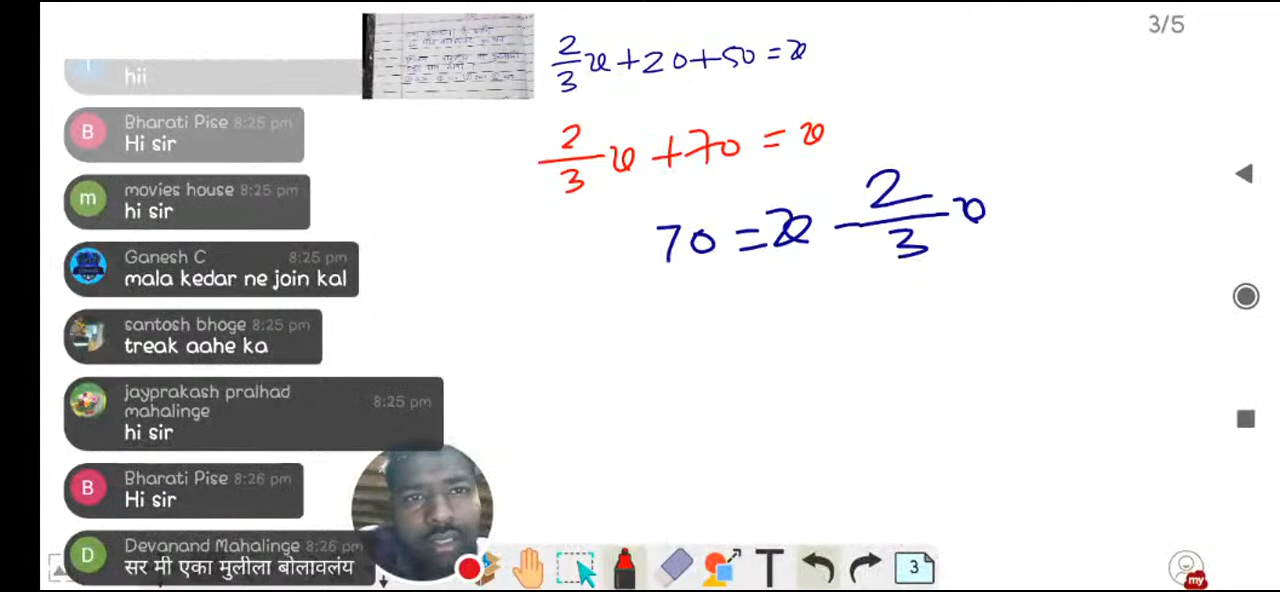 3/5
hii
B
Bharati Pise 8:25 pm
Hi sir
m
movies house 8:25 pm
hi sir
Ganesh C 8:25 pm
mala kedar ne join kal
santosh bhoge 8:25 pm
treak aahe ka
jayprakash pralhad
mahalinge 8:25 pm
hi sir
B
Bharati Pise 8:26 pm
Hi sir
D
Devanand Mahalinge 8:26 pm
सर मी एका मुलीला बोलावलंय
2/3 x + 20 + 50 = x
2/3 x + 70 = x
70 = x - 2/3 x
T
3
my